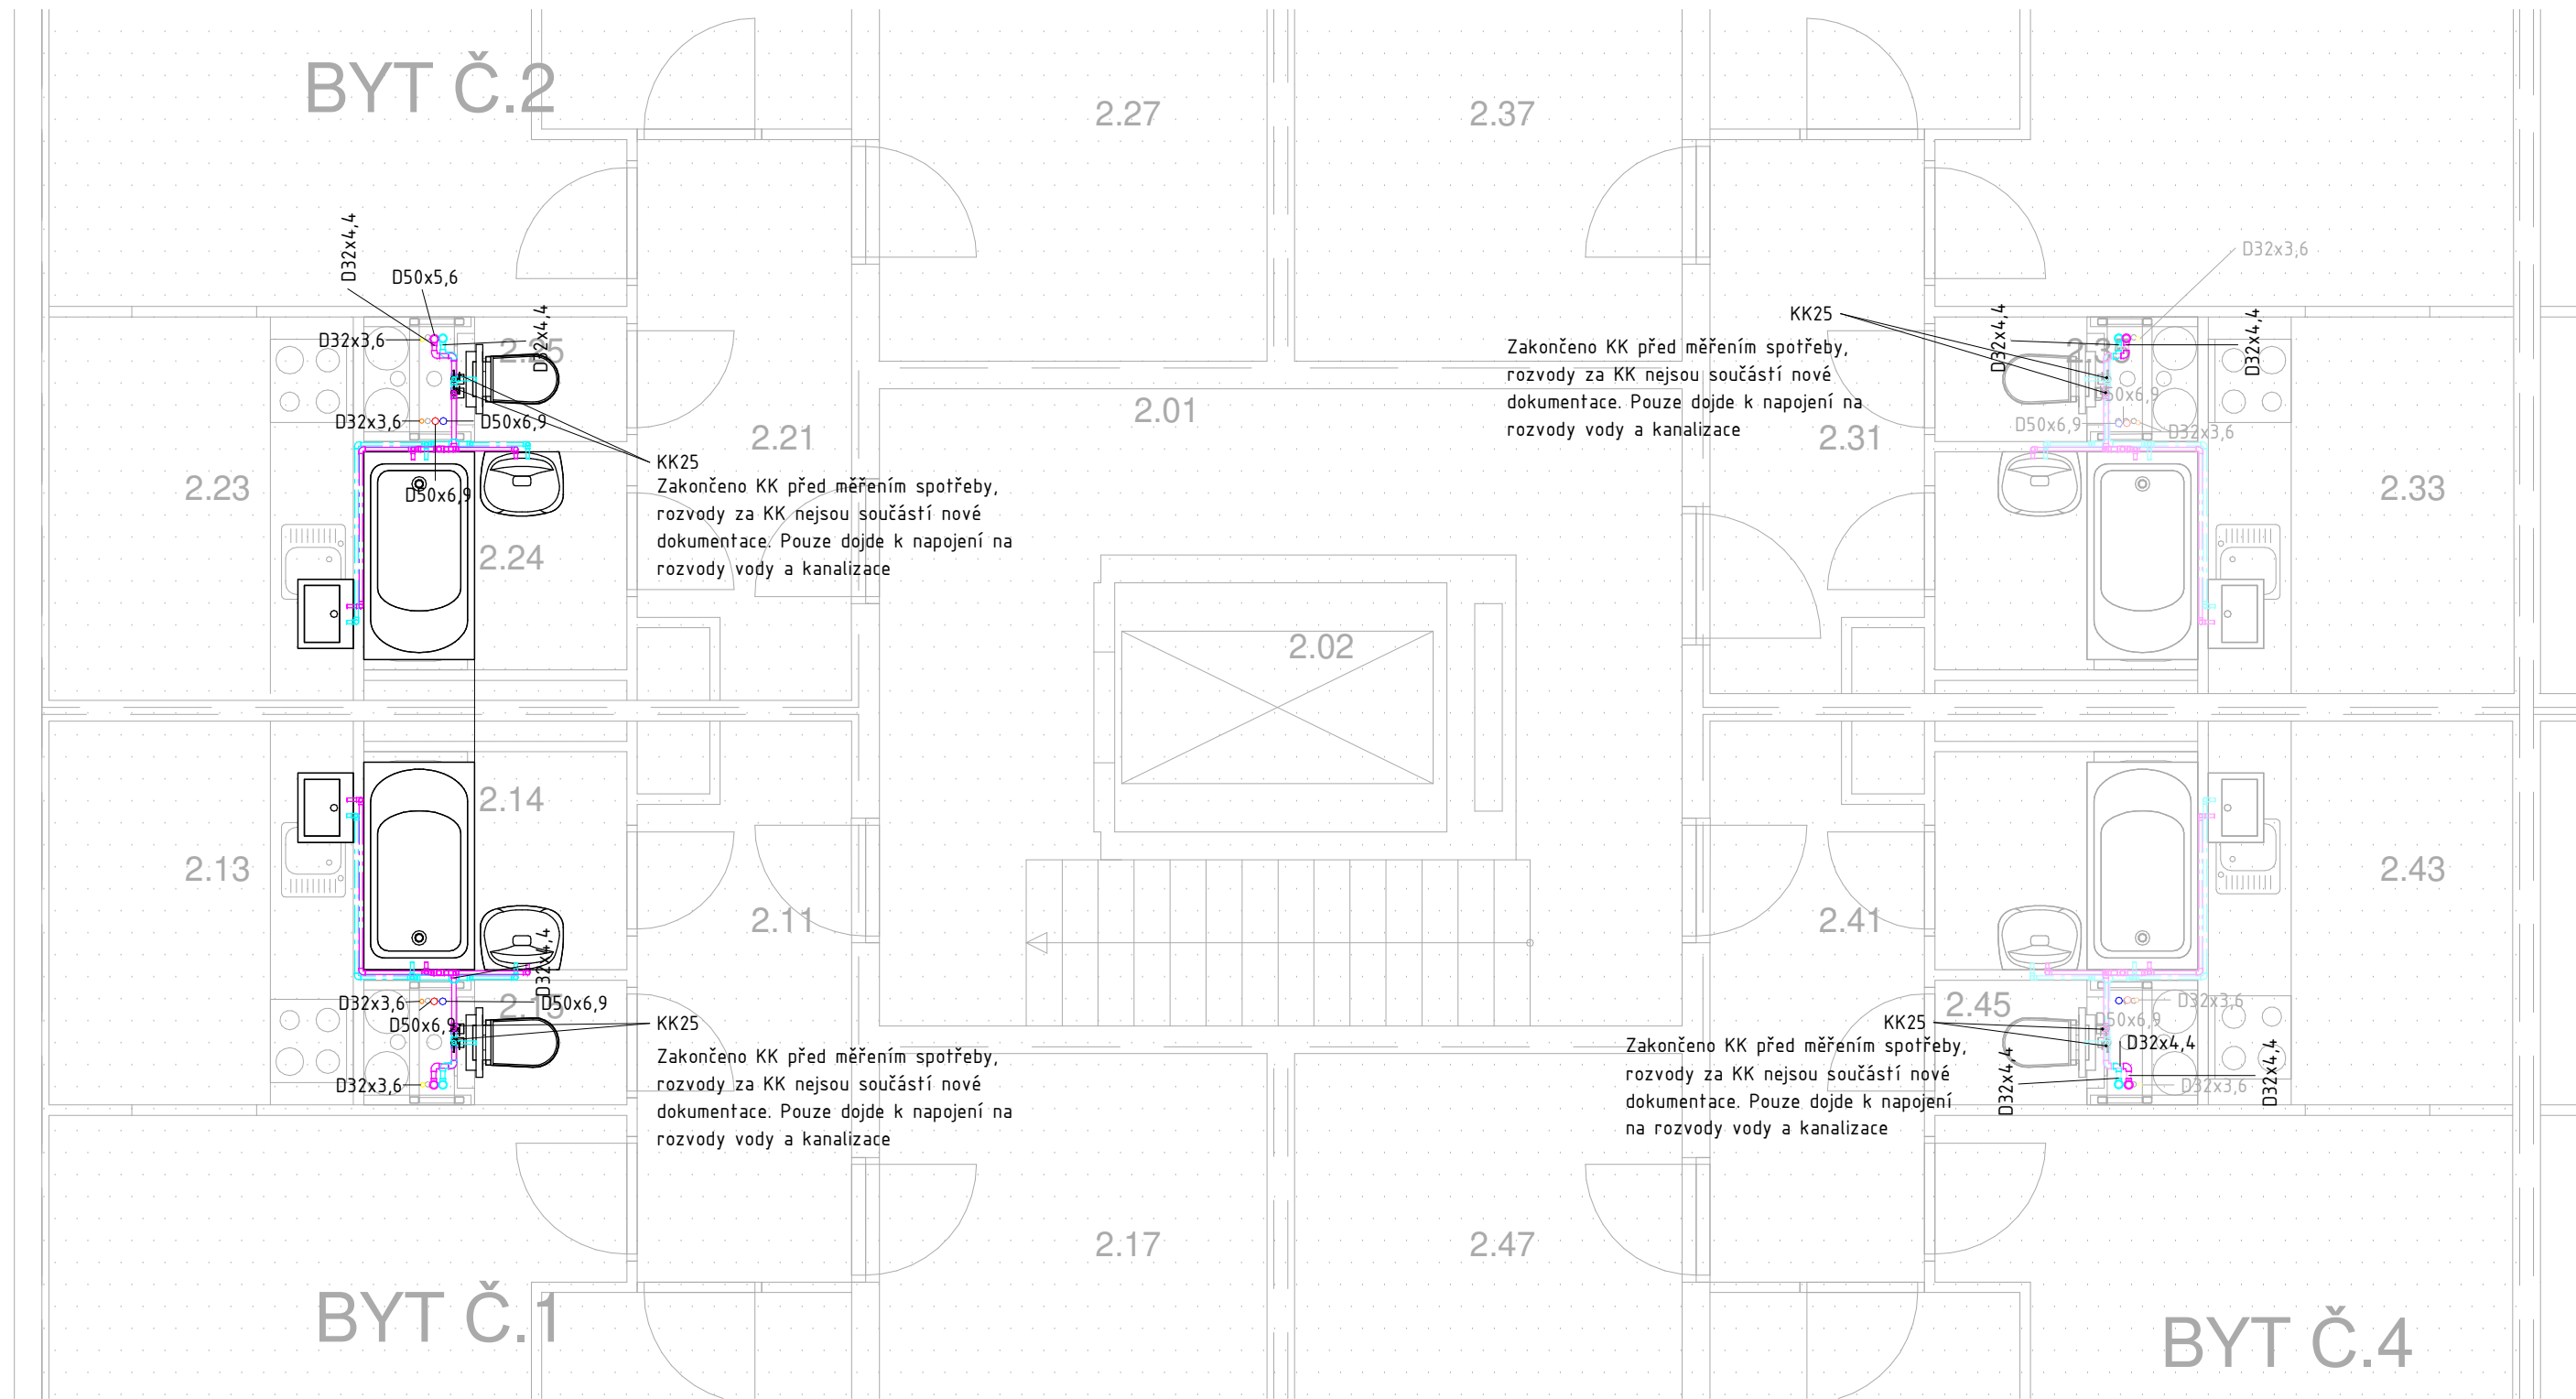 BYT Č.2
2.27
2.37
D32x4,4
D50x5,6
D32x3,6
D32x4,4
2.25
D32x3,6
D50x6,9
D50x6,9
2.21
2.23
2.24
KK25
Zakončeno KK před měřením spotřeby,
rozvody za KK nejsou součástí nové
dokumentace. Pouze dojde k napojení na
rozvody vody a kanalizace
2.01
2.02
KK25
Zakončeno KK před měřením spotřeby,
rozvody za KK nejsou součástí nové
dokumentace. Pouze dojde k napojení na
rozvody vody a kanalizace
2.31
D32x3,6
D32x4,4
D32x4,4
D50x6,9
D50x6,9
D32x3,6
2.33
2.13
2.14
2.11
D32x4,4
D32x3,6
D50x6,9
D50x6,9
2.15
D32x3,6
KK25
Zakončeno KK před měřením spotřeby,
rozvody za KK nejsou součástí nové
dokumentace. Pouze dojde k napojení na
rozvody vody a kanalizace
2.41
2.43
2.45
KK25
Zakončeno KK před měřením spotřeby,
rozvody za KK nejsou součástí nové
dokumentace. Pouze dojde k napojení
na rozvody vody a kanalizace
D32x3,6
D50x6,9
D32x4,4
D32x4,4
D32x4,4
D32x3,6
2.17
2.47
BYT Č.1
BYT Č.4